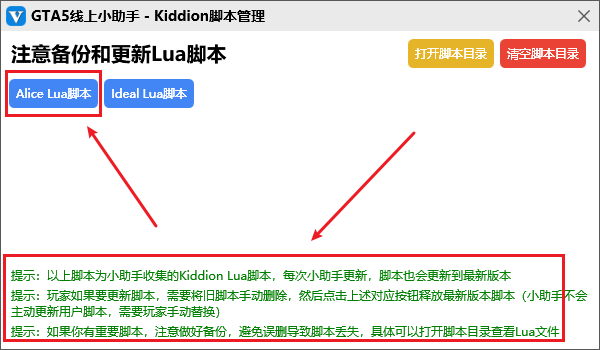 GTA5线上小助手 - Kiddion脚本管理
注意备份和更新Lua脚本
打开脚本目录
清空脚本目录
Alice Lua脚本
Ideal Lua脚本
提示：以上脚本为小助手收集的Kiddion Lua脚本，每次小助手更新，脚本也会更新到最新版本
提示：玩家如果要更新脚本，需要将旧脚本手动删除，然后点击上述对应按钮释放最新版本脚本（小助手不会
主动更新用户脚本，需要玩家手动替换）
提示：如果你有重要脚本，注意做好备份，避免误删导致脚本丢失，具体可以打开脚本目录查看Lua文件